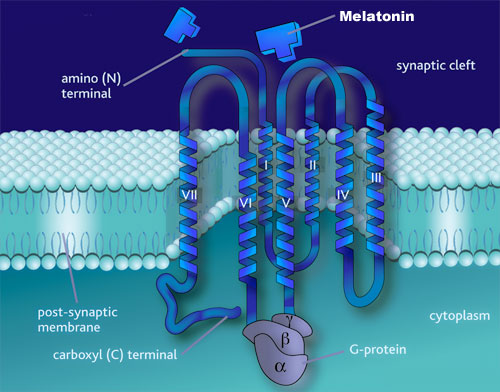 Melatonin
amino (N)
terminal
synaptic cleft
I
II
III
VII
VI
V
IV
post-synaptic
membrane
carboxyl (C) terminal
cytoplasm
γ
β
α
G-protein